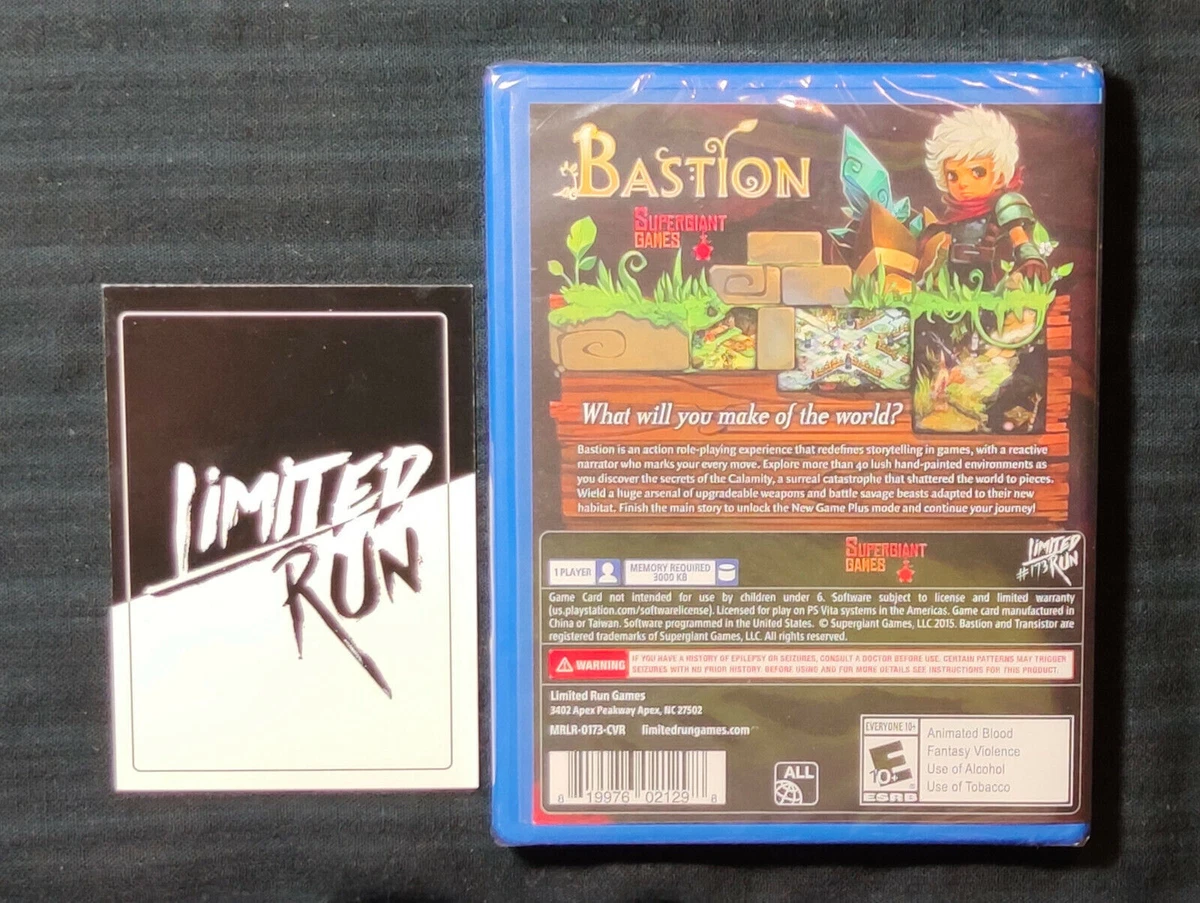 LIMITED
RUN
BASTION
SUPERGIANT
GAMES
What will you make of the world?
Bastion is an action role-playing experience that redefines storytelling in games, with a reactive
narrator who marks your every move. Explore more than 40 lush hand-painted environments as
you discover the secrets of the Calamity, a surreal catastrophe that shattered the world to pieces.
Wield a huge arsenal of upgradeable weapons and battle savage beasts adapted to their new
habitat. Finish the main story to unlock the New Game Plus mode and continue your journey!
1 PLAYER
MEMORY REQUIRED
3000 KB
SUPERGIANT
GAMES
LIMITED
#173 RUN
Game Card not intended for use by children under 6. Software subject to license and limited warranty
(us.playstation.com/softwarelicense). Licensed for play on PS Vita systems in the Americas. Game card manufactured in
China or Taiwan. Software programmed in the United States. © Supergiant Games, LLC 2015. Bastion and Transistor are
registered trademarks of Supergiant Games, LLC. All rights reserved.
WARNING
IF YOU HAVE A HISTORY OF EPILEPSY OR SEIZURES, CONSULT A DOCTOR BEFORE USE. CERTAIN PATTERNS MAY TRIGGER
SEIZURES WITH NO PRIOR HISTORY. BEFORE USING AND FOR MORE DETAILS SEE INSTRUCTIONS FOR THIS PRODUCT.
Limited Run Games
3402 Apex Peakway Apex, NC 27502
MRLR-0173-CVR limitedrungames.com
6 19976 02129 8
ALL
EVERYONE 10+
E
10+
ESRB
Animated Blood
Fantasy Violence
Use of Alcohol
Use of Tobacco